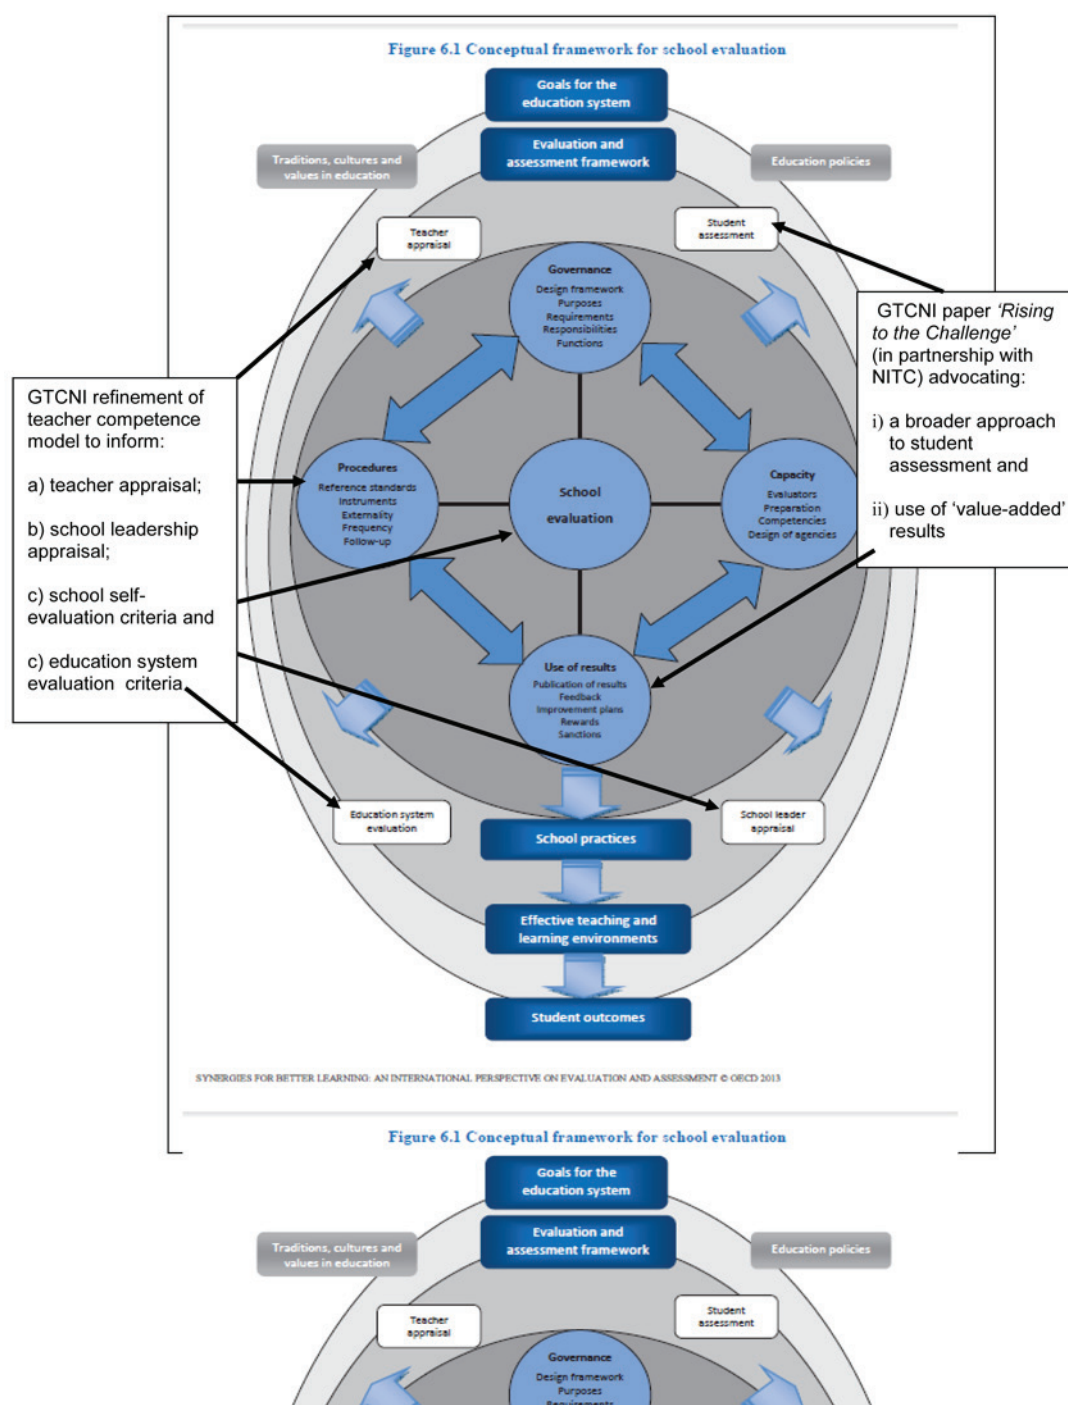 Figure 6.1 Conceptual framework for school evaluation
Goals for the
education system
Evaluation and
assessment framework
Traditions, cultures and
values in education
Education policies
Teacher
appraisal
Student
assessment
Governance
Design framework
Purposes
Requirements
Responsibilities
Functions
GTCNI paper ‘Rising
to the Challenge’
(in partnership with
NITC) advocating:
i) a broader approach
to student
assessment and
ii) use of ‘value-added’
results
GTCNI refinement of
teacher competence
model to inform:
a) teacher appraisal;
b) school leadership
appraisal;
c) school self-
evaluation criteria and
c) education system
evaluation criteria
Procedures
Reference standards
Instruments
Externality
Frequency
Follow-up
School
evaluation
Capacity
Evaluators
Preparation
Competencies
Design of agencies
Use of results
Publication of results
Feedback
Improvement plans
Rewards
Sanctions
Education system
evaluation
School leader
appraisal
School practices
Effective teaching and
learning environments
Student outcomes
SYNERGIES FOR BETTER LEARNING: AN INTERNATIONAL PERSPECTIVE ON EVALUATION AND ASSESSMENT © OECD 2013
Figure 6.1 Conceptual framework for school evaluation
Goals for the
education system
Evaluation and
assessment framework
Traditions, cultures and
values in education
Education policies
Teacher
appraisal
Student
assessment
Governance
Design framework
Purposes
Requirements